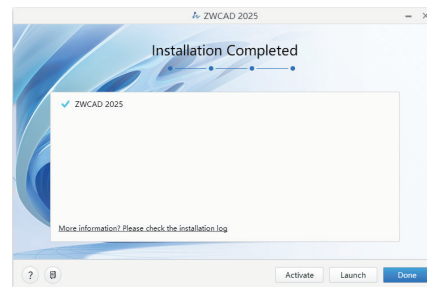 ZWCAD 2025
Installation Completed
ZWCAD 2025
More information? Please check the installation log
?
Activate
Launch
Done